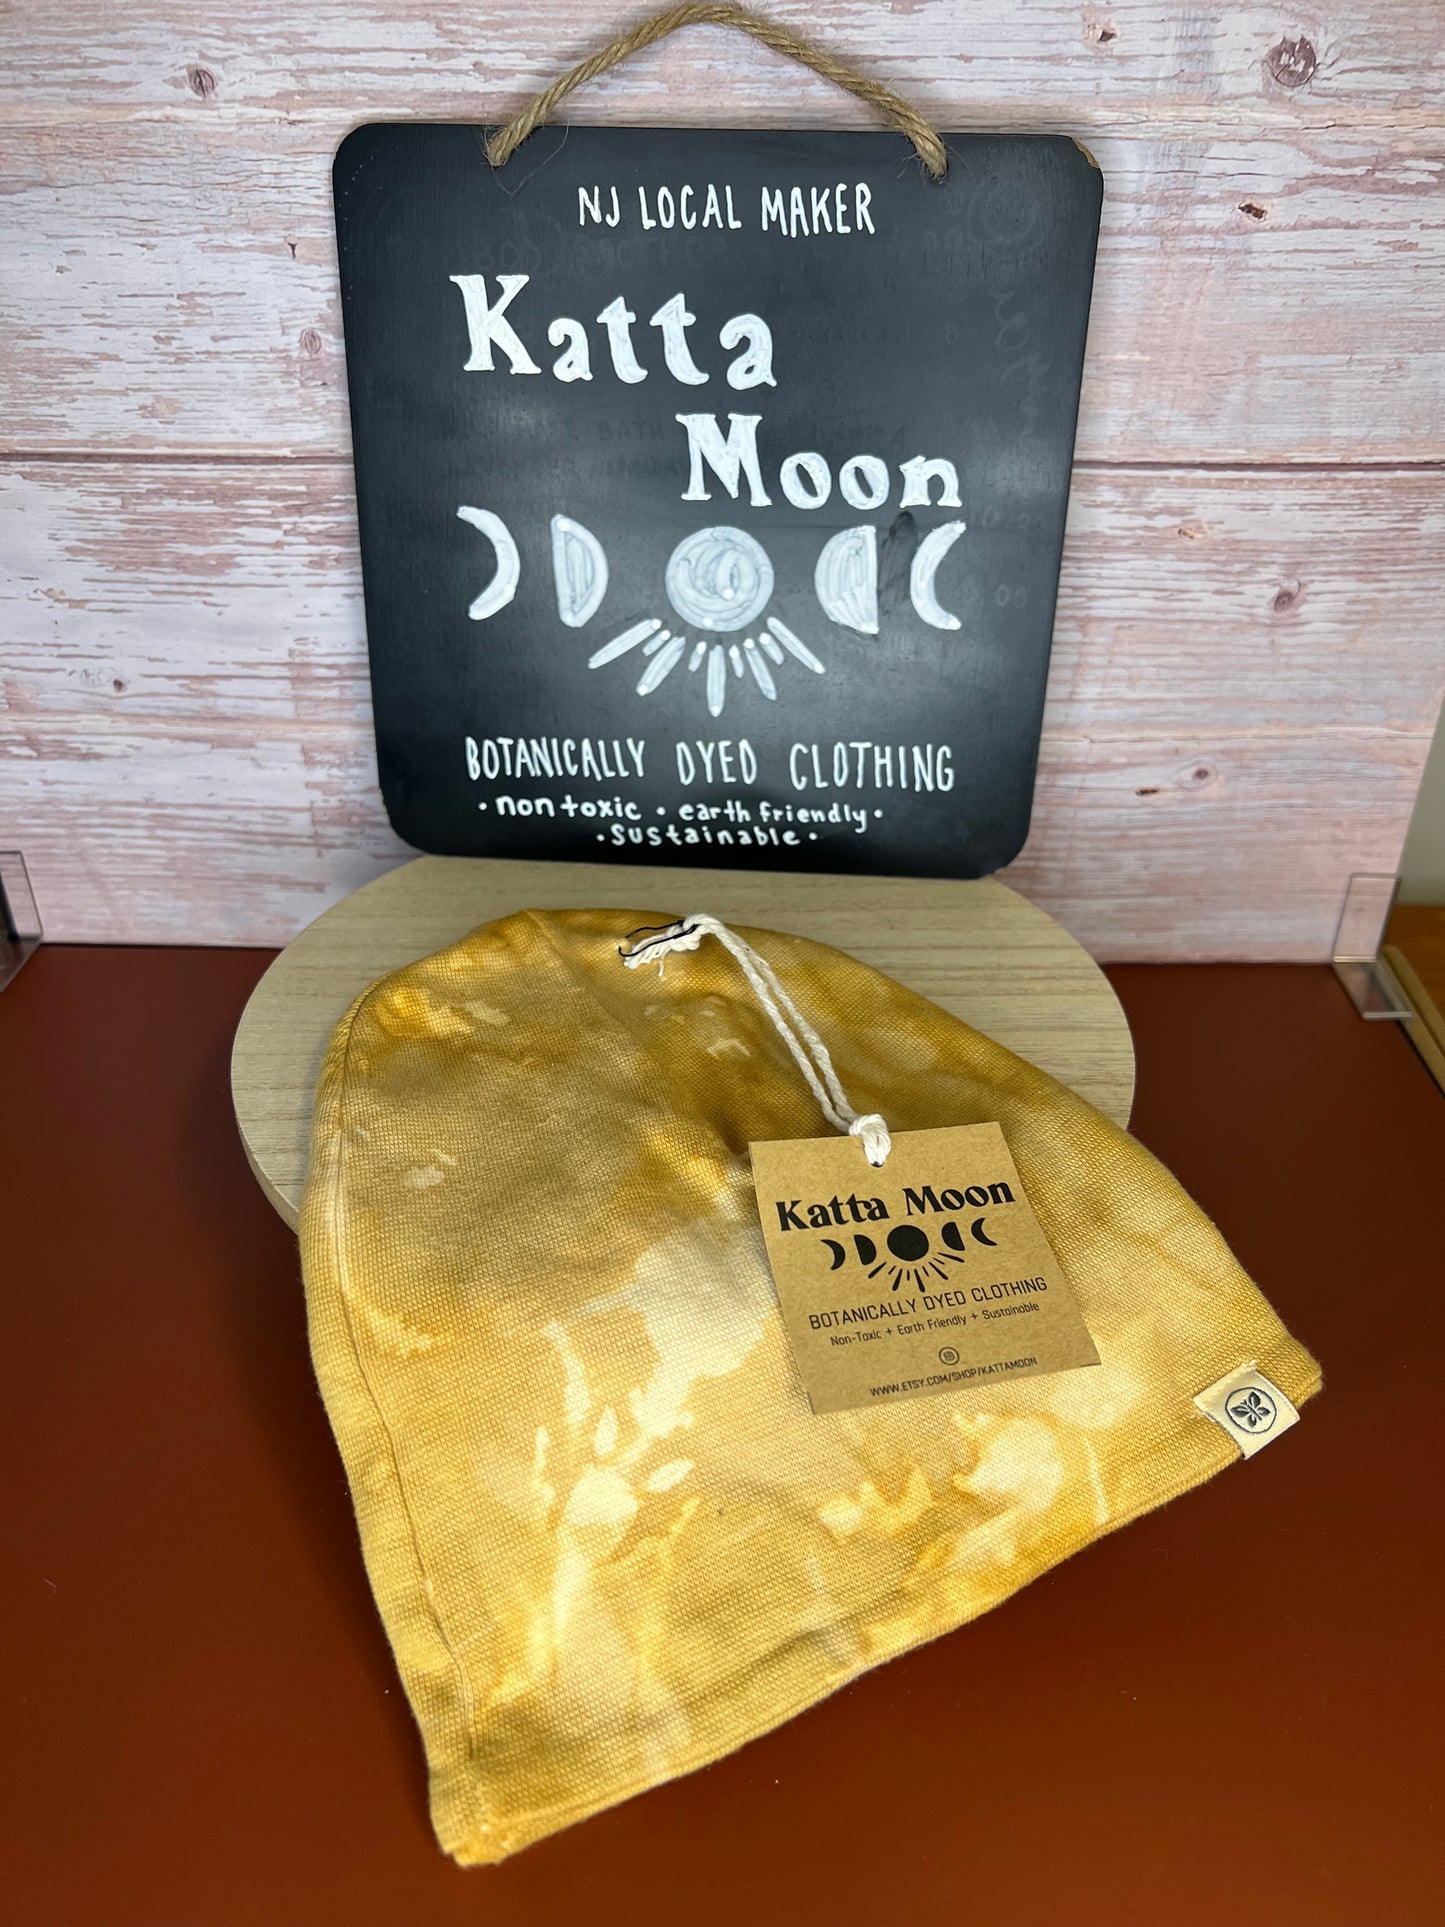 NJ LOCAL MAKER
Katta
Moon
BOTANICALLY DYED CLOTHING
• non toxic • earth friendly •
• sustainable •
Katta Moon
BOTANICALLY DYED CLOTHING
Non-Toxic + Earth Friendly + Sustainable
WWW.ETSY.COM/SHOP/KATTAMOON